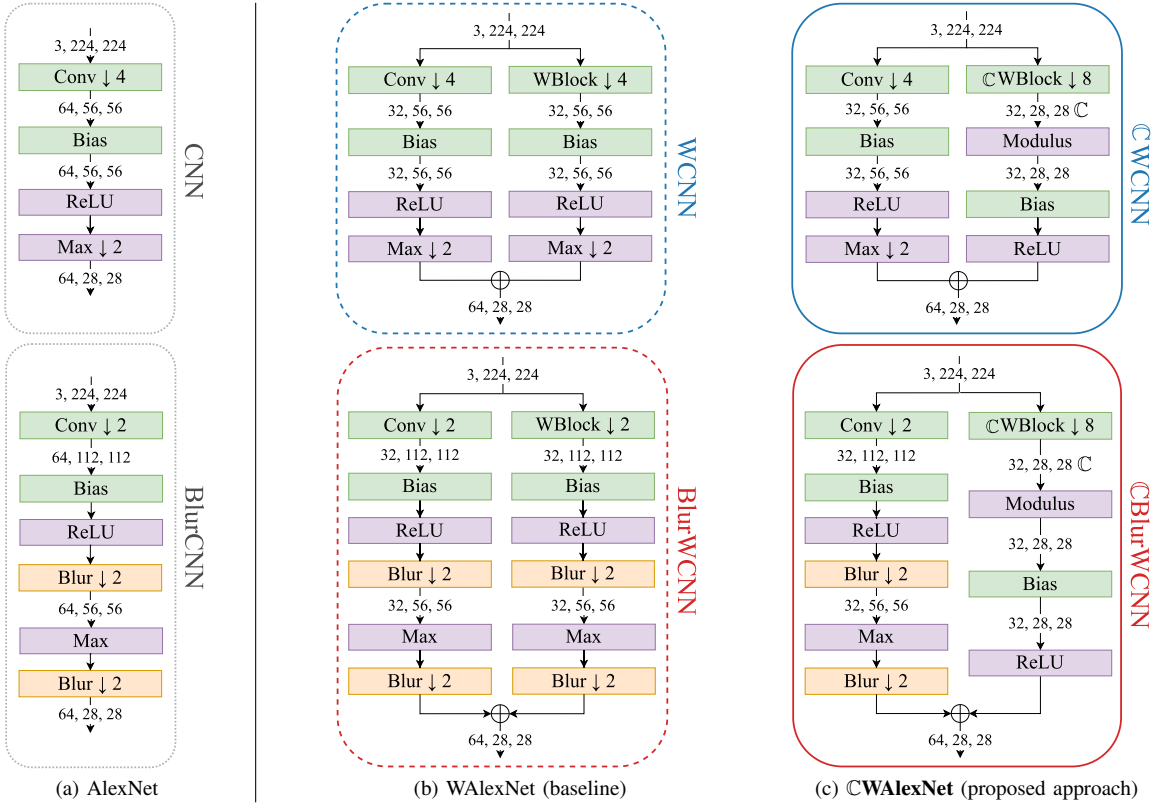 3, 224, 224
Conv ↓ 4
64, 56, 56
Bias
64, 56, 56
ReLU
Max ↓ 2
64, 28, 28
CNN
3, 224, 224
Conv ↓ 2
64, 112, 112
Bias
ReLU
Blur ↓ 2
64, 56, 56
Max
Blur ↓ 2
64, 28, 28
BlurCNN
(a) AlexNet
3, 224, 224
Conv ↓ 4
32, 56, 56
Bias
32, 56, 56
ReLU
Max ↓ 2
WBlock ↓ 4
32, 56, 56
Bias
32, 56, 56
ReLU
Max ↓ 2
64, 28, 28
WCNN
3, 224, 224
Conv ↓ 2
32, 112, 112
Bias
ReLU
Blur ↓ 2
32, 56, 56
Max
Blur ↓ 2
WBlock ↓ 2
32, 112, 112
Bias
ReLU
Blur ↓ 2
32, 56, 56
Max
Blur ↓ 2
64, 28, 28
BlurWCNN
(b) WAlexNet (baseline)
3, 224, 224
Conv ↓ 4
32, 56, 56
Bias
32, 56, 56
ReLU
Max ↓ 2
ℂWBlock ↓ 8
32, 28, 28 ℂ
Modulus
32, 28, 28
Bias
ReLU
64, 28, 28
ℂWCNN
3, 224, 224
Conv ↓ 2
32, 112, 112
Bias
ReLU
Blur ↓ 2
32, 56, 56
Max
Blur ↓ 2
ℂWBlock ↓ 8
32, 28, 28 ℂ
Modulus
32, 28, 28
Bias
32, 28, 28
ReLU
64, 28, 28
ℂBlurWCNN
(c) ℂWAlexNet (proposed approach)